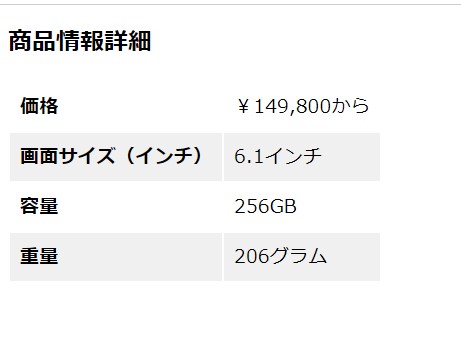 商品情報詳細
価格 ￥149,800から
画面サイズ（インチ） 6.1インチ
容量 256GB
重量 206グラム